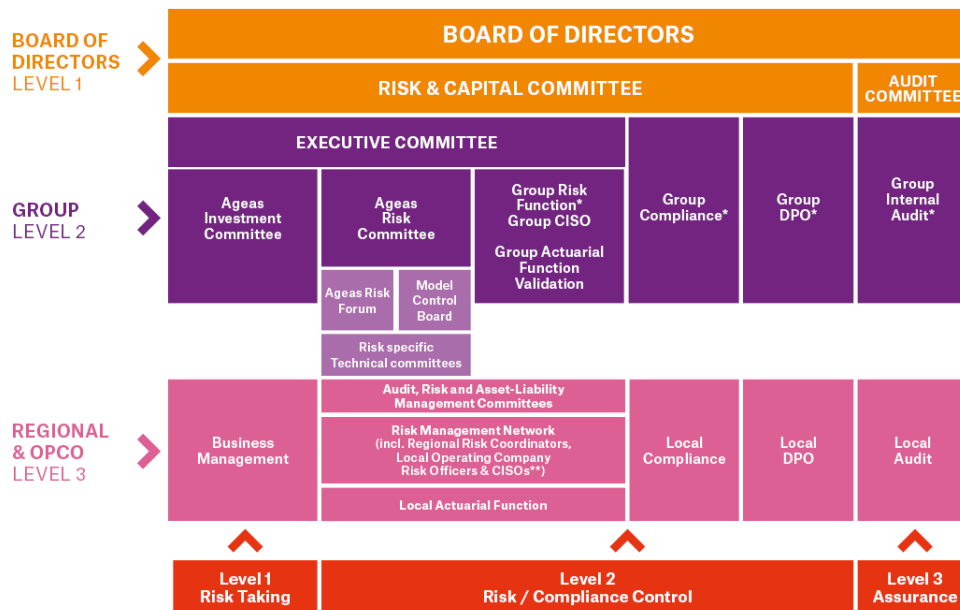 BOARD OF
DIRECTORS
LEVEL 1
BOARD OF DIRECTORS
RISK & CAPITAL COMMITTEE
AUDIT
COMMITTEE
GROUP
LEVEL 2
EXECUTIVE COMMITTEE
Ageas
Investment
Committee
Ageas
Risk
Committee
Group Risk
Function*
Group CISO
Group Actuarial
Function
Validation
Group
Compliance*
Group
DPO*
Group
Internal
Audit*
Ageas Risk
Forum
Model
Control
Board
Risk specific
Technical committees
REGIONAL
& OPCO
LEVEL 3
Business
Management
Audit, Risk and Asset-Liability
Management Committees
Risk Management Network
(incl. Regional Risk Coordinators,
Local Operating Company
Risk Officers & CISOs**)
Local Actuarial Function
Local
Compliance
Local
DPO
Local
Audit
Level 1
Risk Taking
Level 2
Risk / Compliance Control
Level 3
Assurance